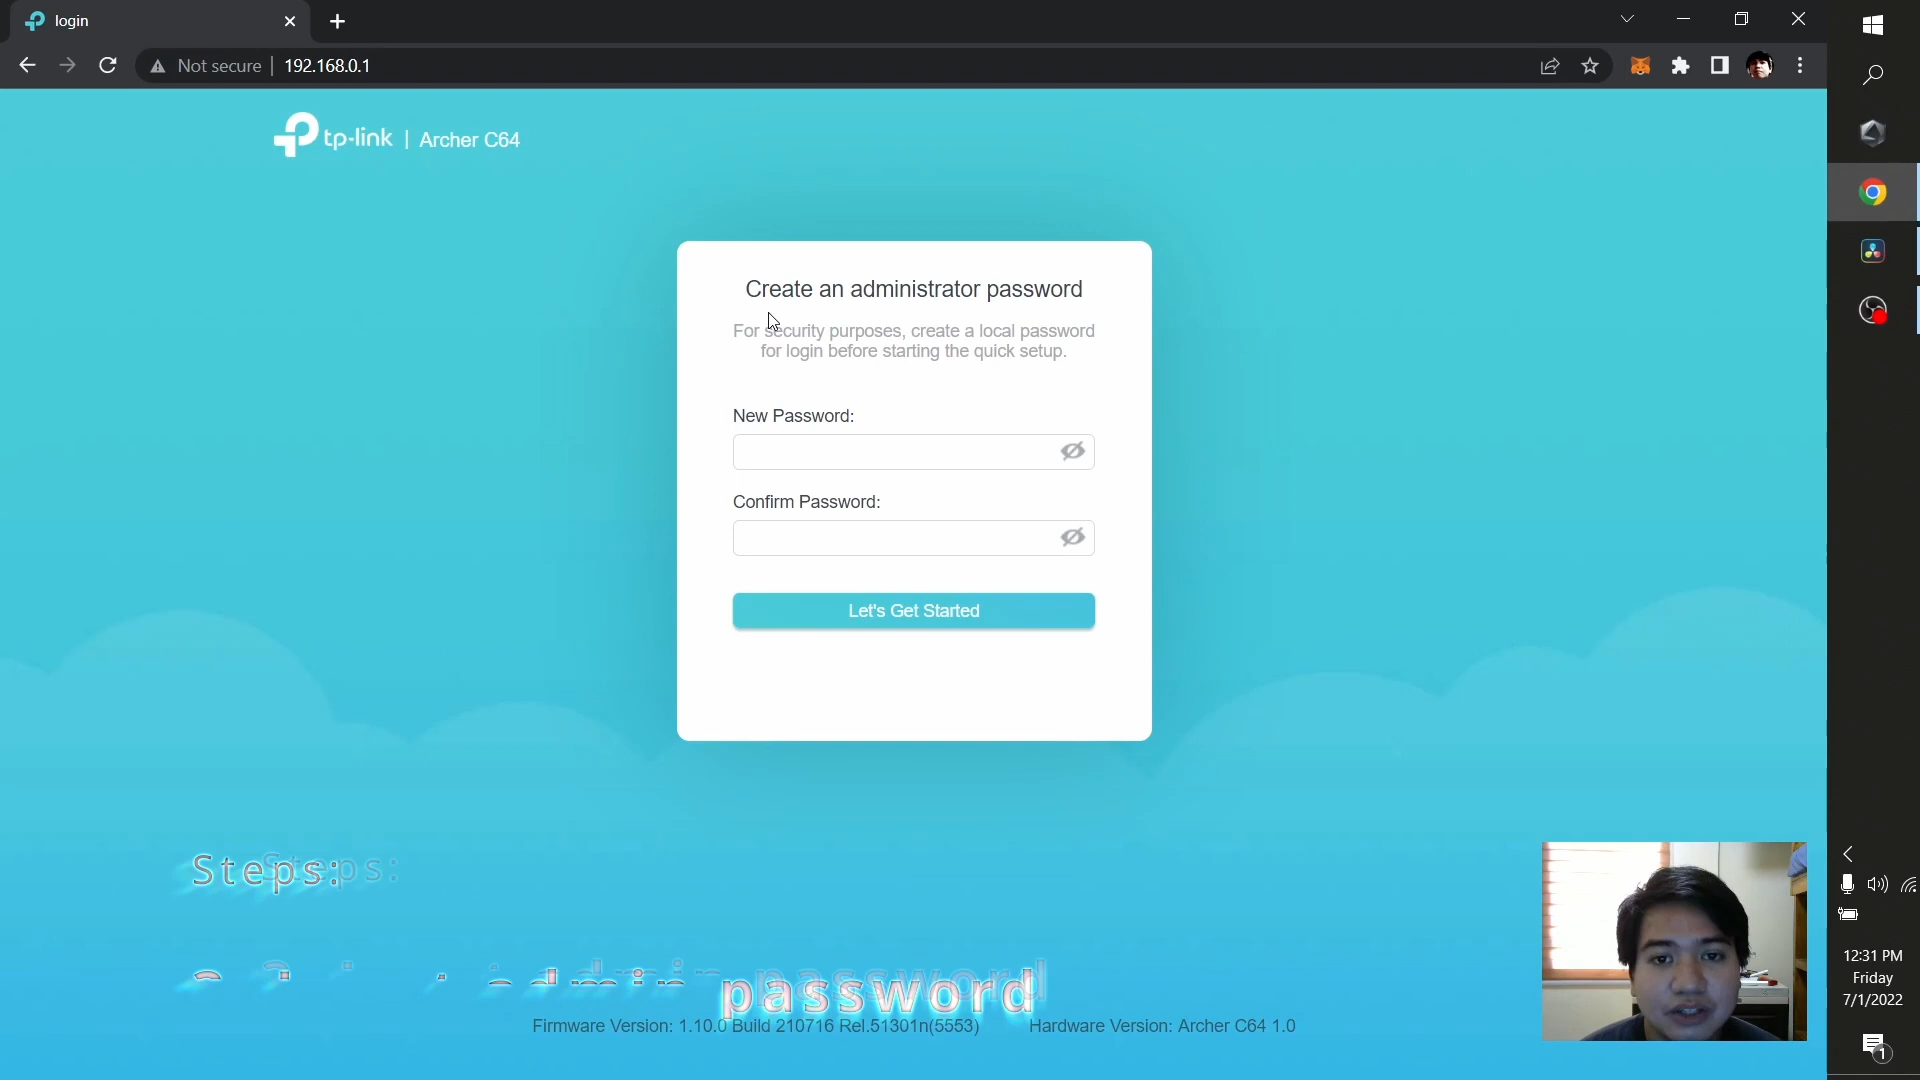 login
Not secure
192.168.0.1
tp-link | Archer C64
Create an administrator password
For security purposes, create a local password
for login before starting the quick setup.
New Password:
Confirm Password:
Let's Get Started
Steps:
admin password
Firmware Version: 1.10.0 Build 210716 Rel.51301n(5553)
Hardware Version: Archer C64 1.0
12:31 PM
Friday
7/1/2022
1